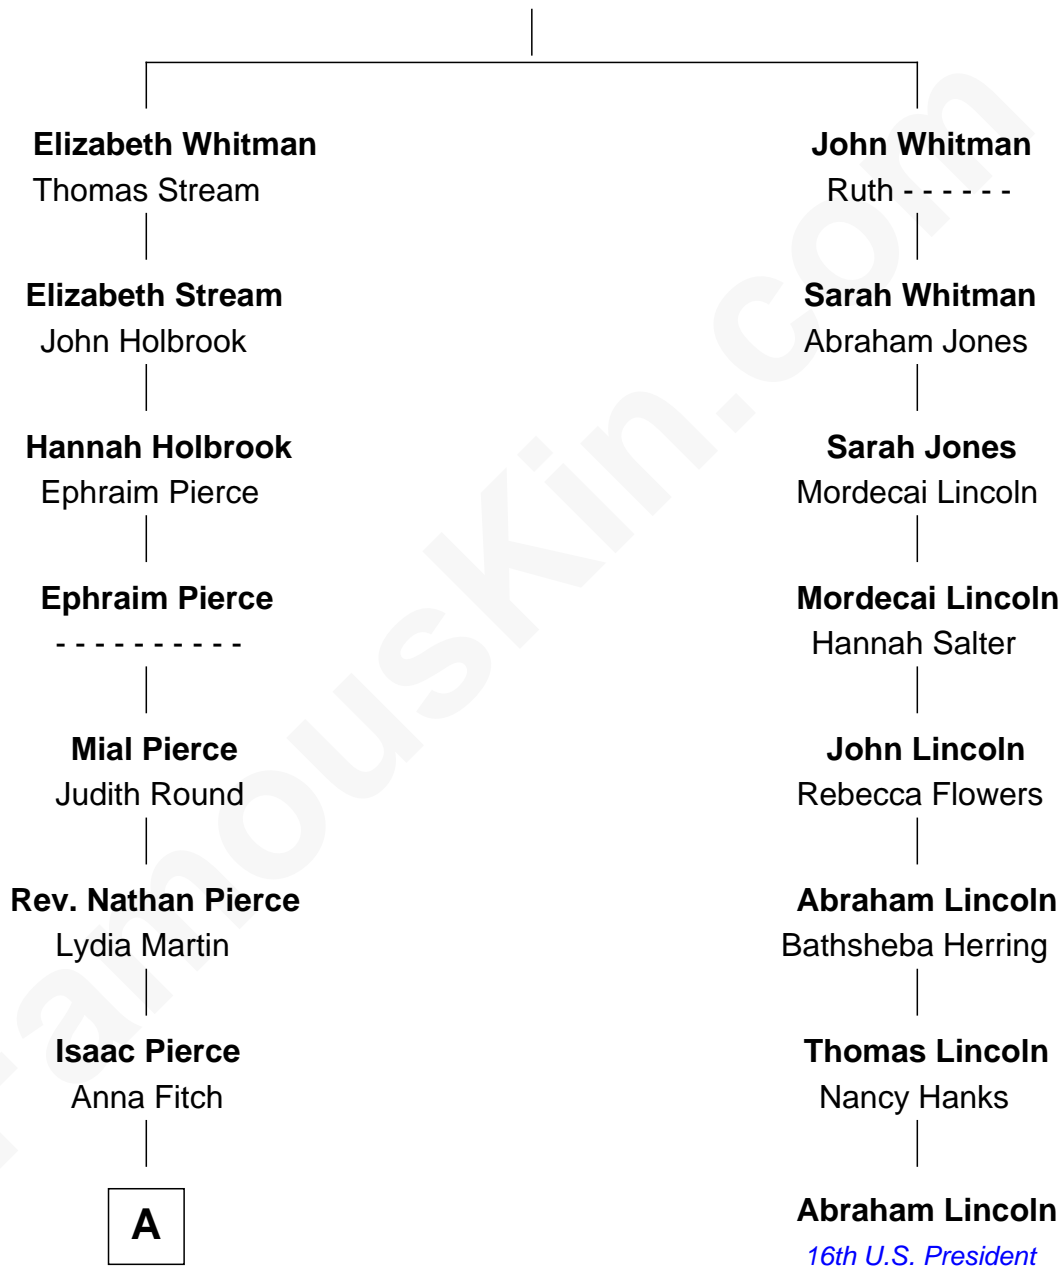 Elizabeth Whitman
Thomas Stream
John Whitman
Ruth - - - - - -
Elizabeth Stream
John Holbrook
Sarah Whitman
Abraham Jones
Hannah Holbrook
Ephraim Pierce
Sarah Jones
Mordecai Lincoln
Ephraim Pierce
- - - - - - - - - -
Mordecai Lincoln
Hannah Salter
Mial Pierce
Judith Round
John Lincoln
Rebecca Flowers
Rev. Nathan Pierce
Lydia Martin
Abraham Lincoln
Bathsheba Herring
Isaac Pierce
Anna Fitch
Thomas Lincoln
Nancy Hanks
A
Abraham Lincoln
16th U.S. President
FamousKin.com